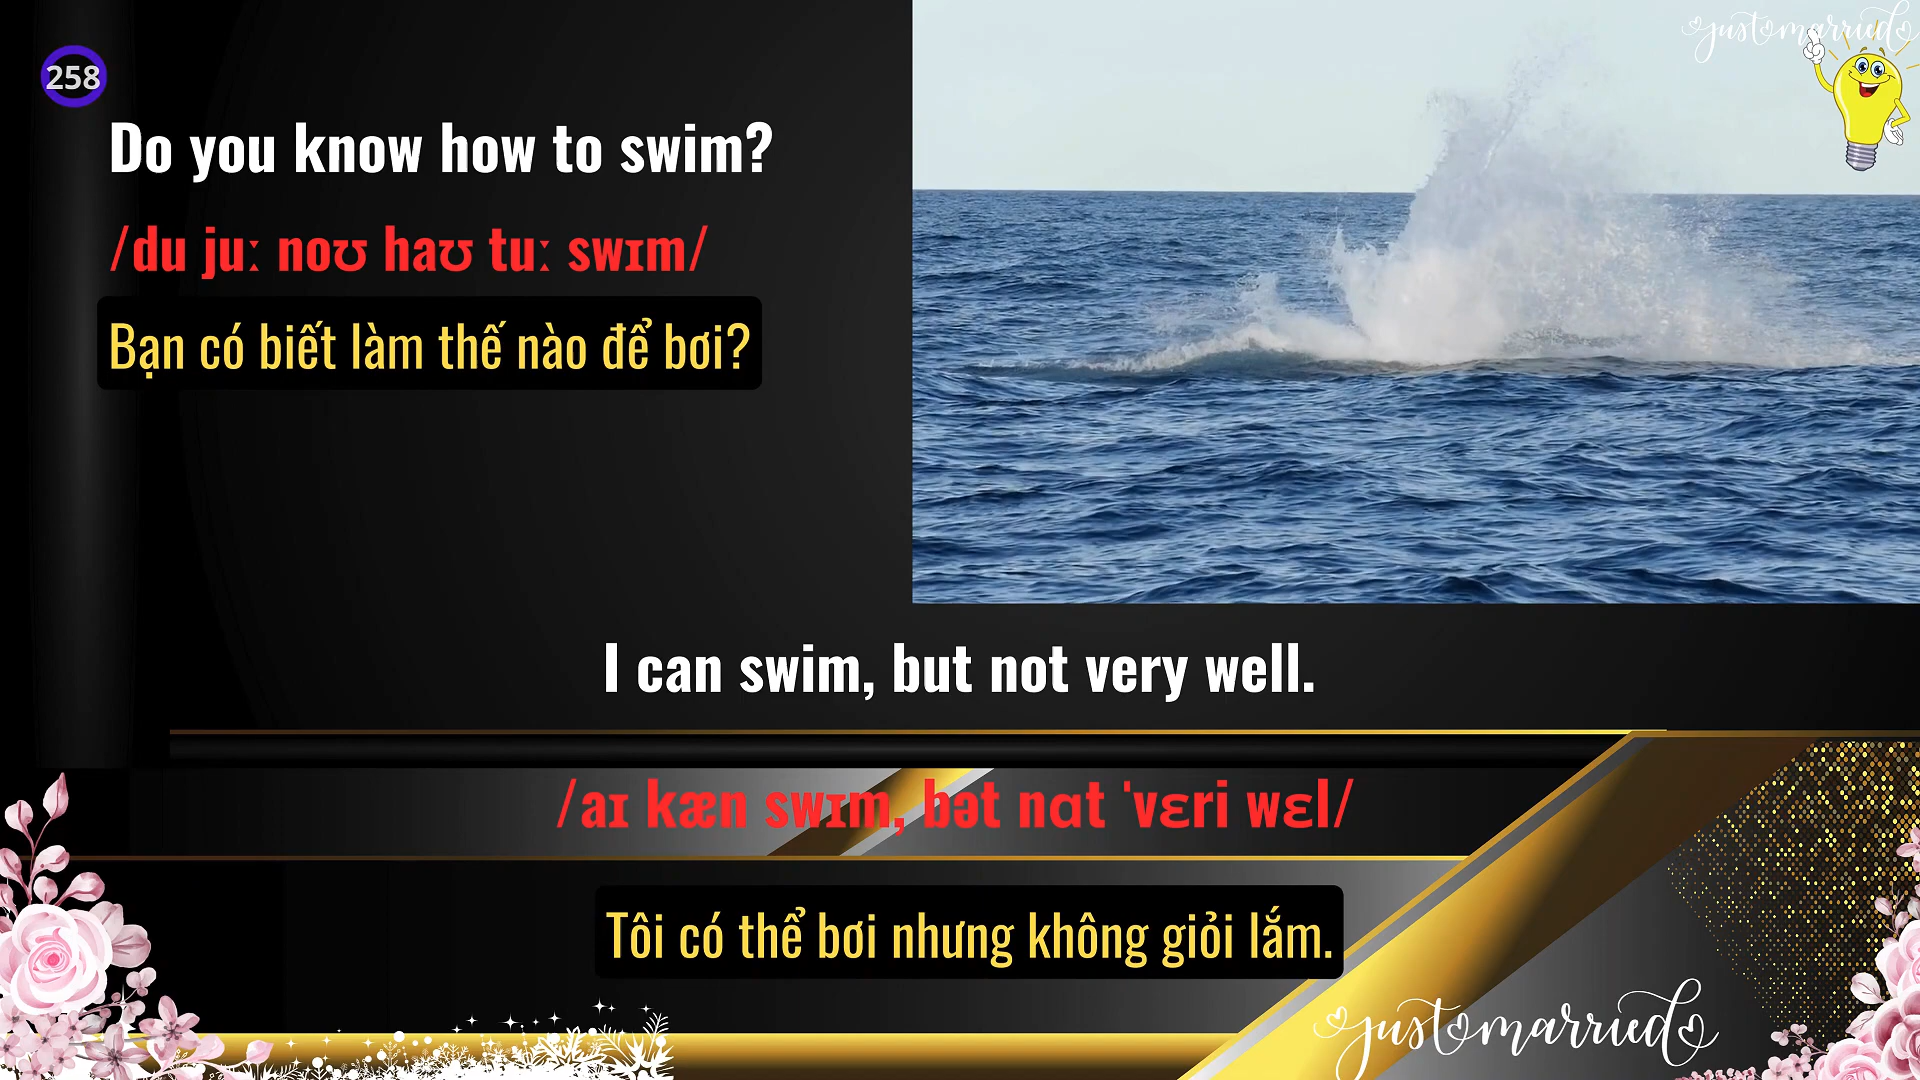 justmarried
258
Do you know how to swim?
/du juː noʊ haʊ tuː swɪm/
Bạn có biết làm thế nào để bơi?
I can swim, but not very well.
/aɪ kæn swɪm, bət nɑt ˈvɛri wɛl/
Tôi có thể bơi nhưng không giỏi lắm.
justmarried